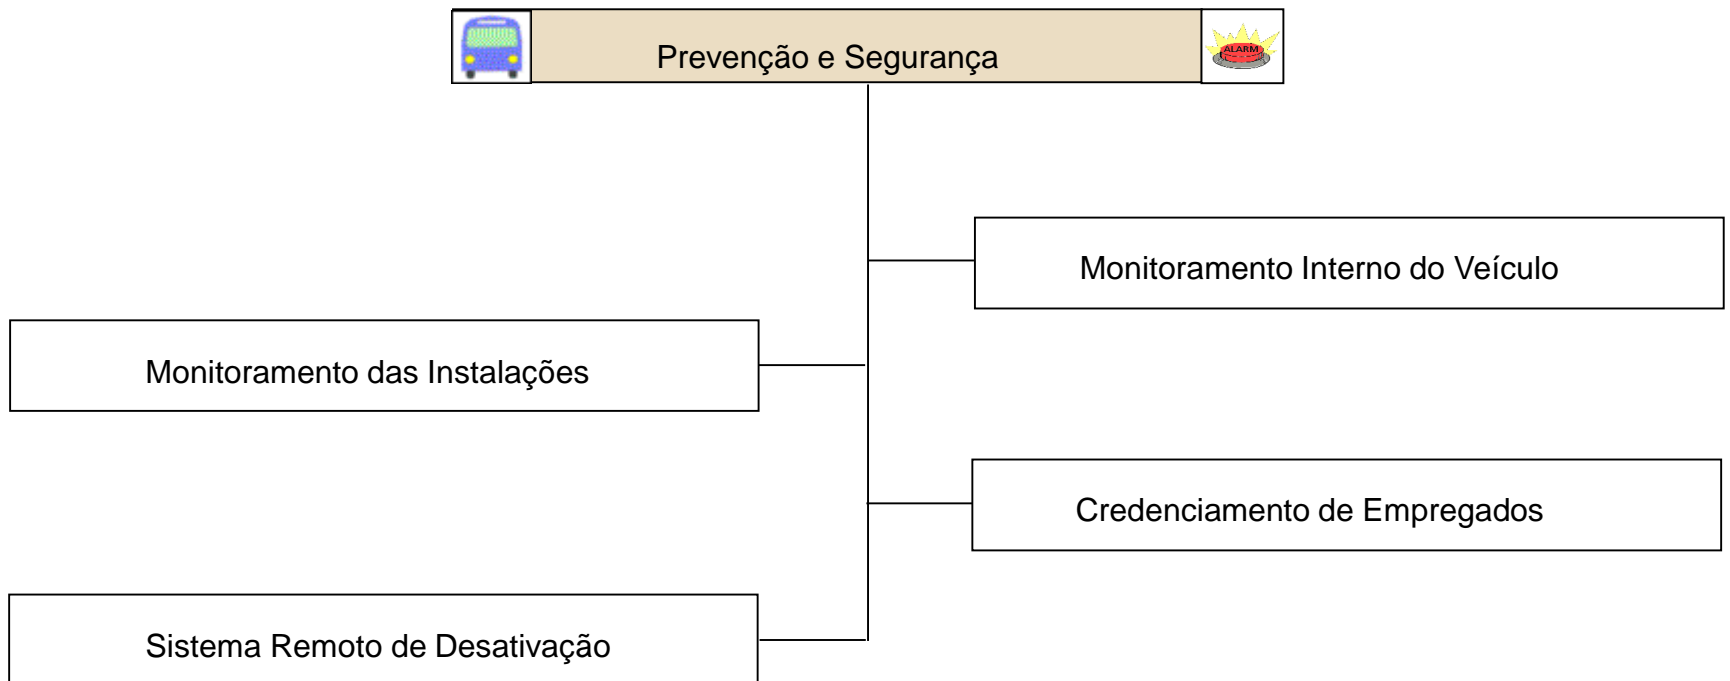 Prevenção e Segurança
ALARM
Monitoramento Interno do Veículo
Monitoramento das Instalações
Credenciamento de Empregados
Sistema Remoto de Desativação